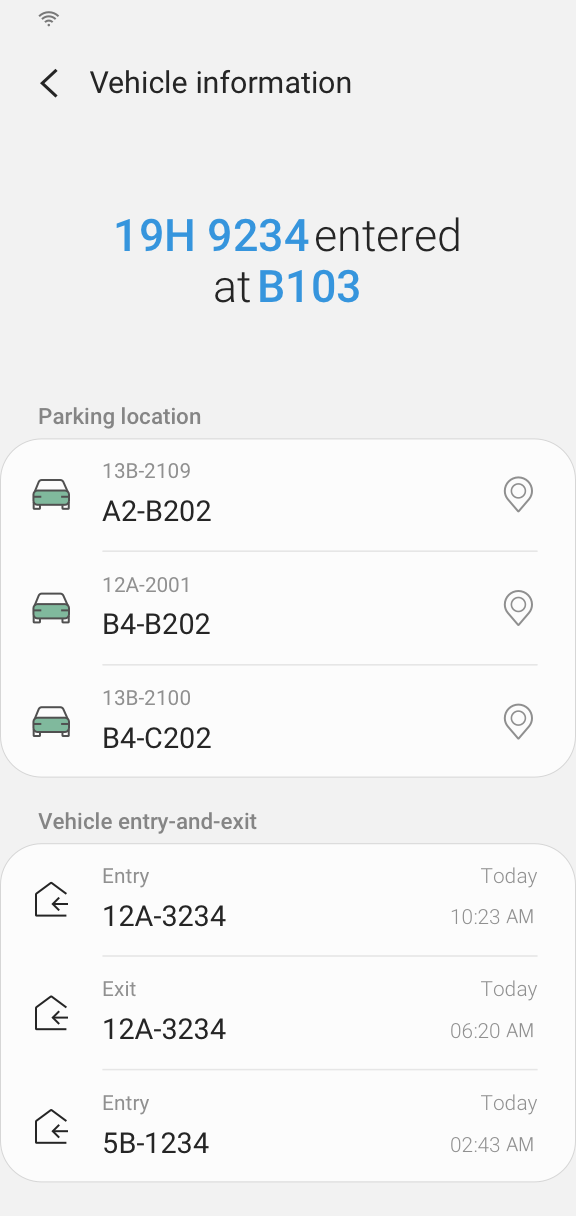 Vehicle information
19H 9234 entered
at B103
Parking location
13B-2109
A2-B202
12A-2001
B4-B202
13B-2100
B4-C202
Vehicle entry-and-exit
Entry Today
12A-3234 10:23 AM
Exit Today
12A-3234 06:20 AM
Entry Today
5B-1234 02:43 AM